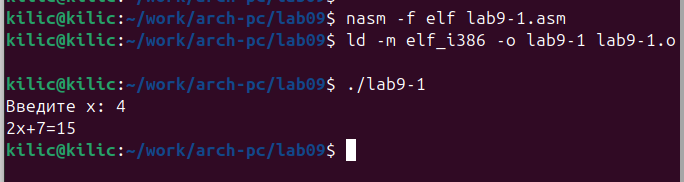 kilic@kilic:~/work/arch-pc/lab09$ nasm -f elf lab9-1.asm
kilic@kilic:~/work/arch-pc/lab09$ ld -m elf_i386 -o lab9-1 lab9-1.o
kilic@kilic:~/work/arch-pc/lab09$ ./lab9-1
Введите x: 4
2x+7=15
kilic@kilic:~/work/arch-pc/lab09$